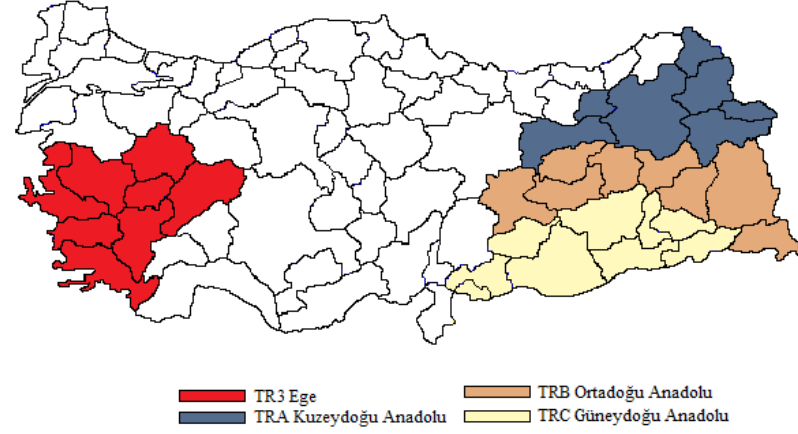 TR3 Ege
TRA Kuzeydoğu Anadolu
TRB Ortadoğu Anadolu
TRC Güneydoğu Anadolu